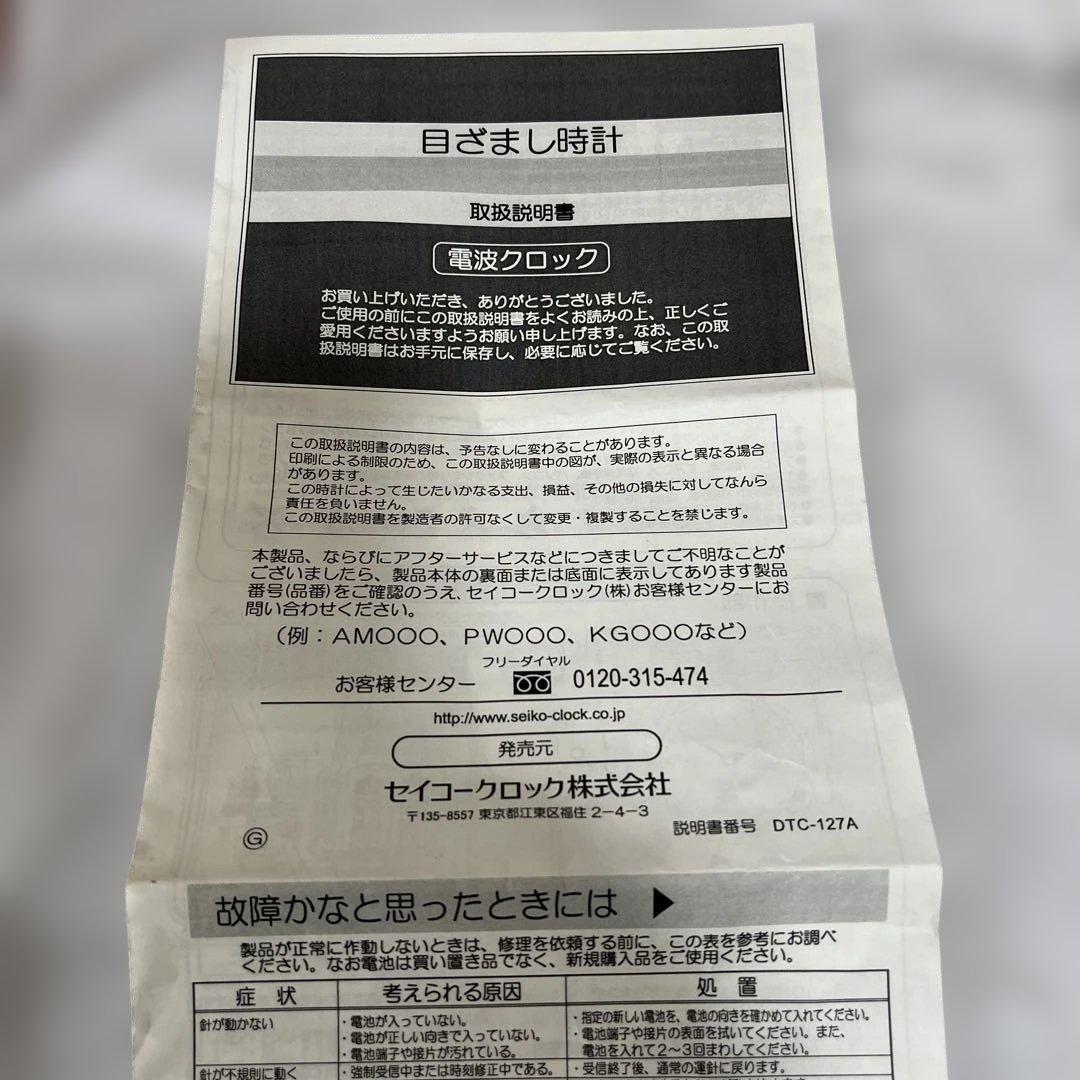 目ざまし時計
取扱説明書
電波クロック
お買い上げいただき、ありがとうございました。
ご使用の前にこの取扱説明書をよくお読みの上、正しくご
愛用くださいますようお願い申し上げます。なお、この取
扱説明書はお手元に保存し、必要に応じてご覧ください。
この取扱説明書の内容は、予告なしに変わることがあります。
印刷による制限のため、この取扱説明書中の図が、実際の表示と異なる場合
があります。
この時計によって生じたいかなる支出、損益、その他の損失に対してなんら
責任を負いません。
この取扱説明書を製造者の許可なくして変更・複製することを禁じます。
本製品、ならびにアフターサービスなどにつきましてご不明なことが
ございましたら、製品本体の裏面または底面に表示してあります製品
番号(品番)をご確認のうえ、セイコークロック(株)お客様センターにお
問い合わせください。
(例：AM○○○、PW○○○、KG○○○など)
フリーダイヤル
お客様センター 0120-315-474
http://www.seiko-clock.co.jp
発売元
セイコークロック株式会社
〒135-8557 東京都江東区福住 2－4－3
説明書番号 DTC-127A
Ⓖ
故障かなと思ったときには ▶
製品が正常に作動しないときは、修理を依頼する前に、この表を参考にお調べ
ください。なお電池は買い置き品でなく、新規購入品をご使用ください。
症 状 考えられる原因 処 置
針が動かない ・電池が入っていない。 ・指定の新しい電池を、電池の向きを確かめて入れてください。
・電池が正しい向きで入っていない。 ・電池端子や接片の表面を拭いてください。また、
・電池端子や接片が汚れている。 電池を入れて2～3回まわしてください。
針が不規則に動く ・強制受信中または時刻修正中である。 ・受信終了後、通常の運針に戻ります。